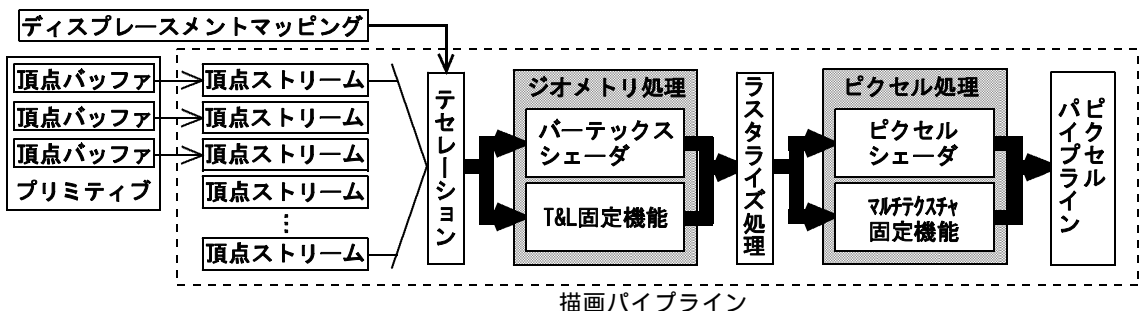 ディスプレースメントマッピング
頂点バッファ
頂点バッファ
頂点バッファ
プリミティブ
頂点ストリーム
頂点ストリーム
頂点ストリーム
頂点ストリーム
⋮
頂点ストリーム
テセレーション
ジオメトリ処理
バーテックス
シェーダ
T&L固定機能
ラスタライズ処理
ピクセル処理
ピクセル
シェーダ
マルチテクスチャ
固定機能
ピクセル
パイプライン
描画パイプライン